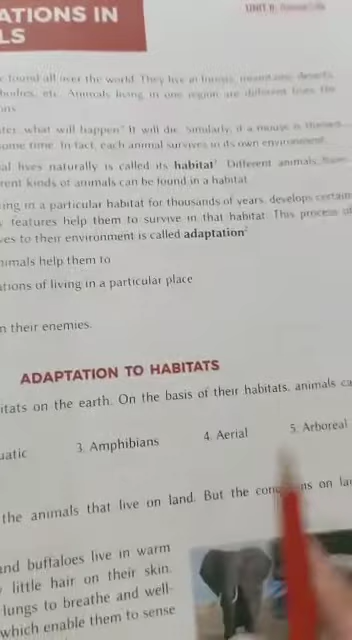 ATIONS IN
LS
UNIT II:
found all over the world. They live in forests, mountains, deserts,
bodies, etc. Animals living in one region are different from the
ons.
ter, what will happen? It will die. Similarly, if a mouse is
some time. In fact, each animal survives in its own environment.
al lives naturally is called its habitat. Different animals have
rent kinds of animals can be found in a habitat.
ing in a particular habitat for thousands of years, develops certain
features help them to survive in that habitat. This process of
ves to their environment is called adaptation.
nimals help them to
tions of living in a particular place
n their enemies.
ADAPTATION TO HABITATS
itats on the earth. On the basis of their habitats, animals ca
uatic
3. Amphibians
4. Aerial
5. Arboreal
the animals that live on land. But the con ns on la
and buffaloes live in warm
little hair on their skin.
lungs to breathe and well-
which enable them to sense